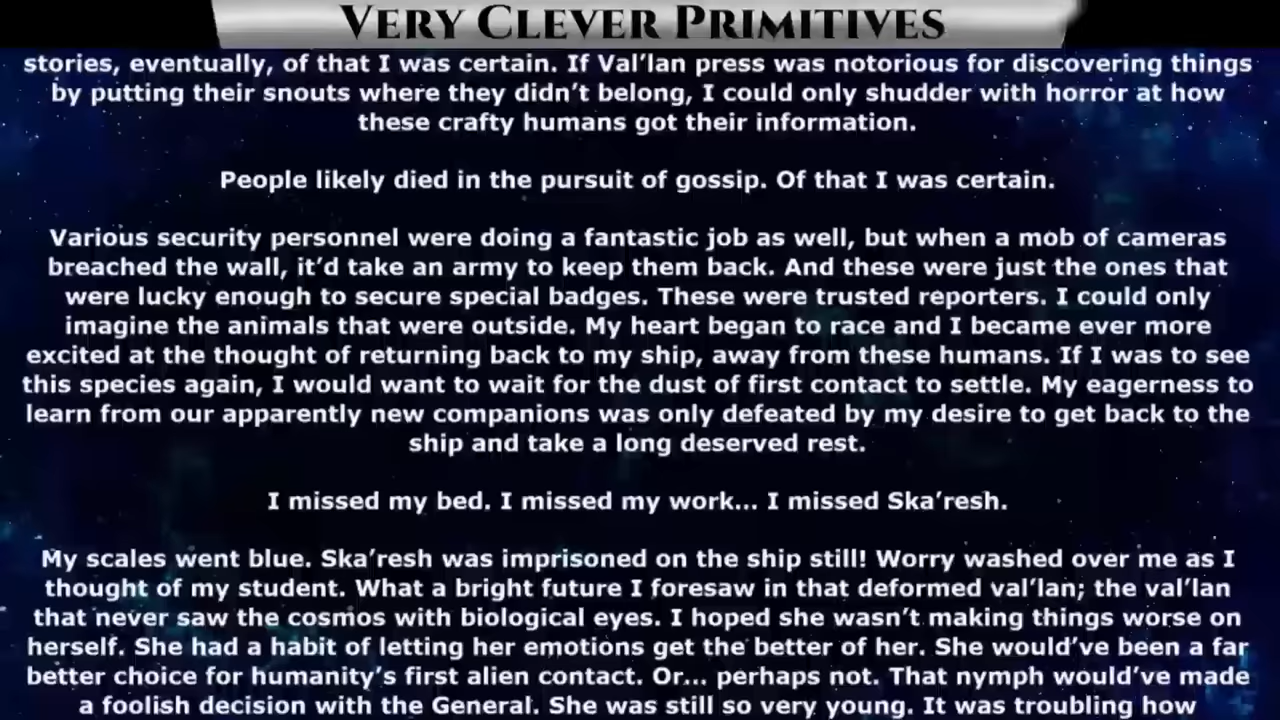 VERY CLEVER PRIMITIVES
stories, eventually, of that I was certain. If Val’lan press was notorious for discovering things
by putting their snouts where they didn’t belong, I could only shudder with horror at how
these crafty humans got their information.
People likely died in the pursuit of gossip. Of that I was certain.
Various security personnel were doing a fantastic job as well, but when a mob of cameras
breached the wall, it’d take an army to keep them back. And these were just the ones that
were lucky enough to secure special badges. These were trusted reporters. I could only
imagine the animals that were outside. My heart began to race and I became ever more
excited at the thought of returning back to my ship, away from these humans. If I was to see
this species again, I would want to wait for the dust of first contact to settle. My eagerness to
learn from our apparently new companions was only defeated by my desire to get back to the
ship and take a long deserved rest.
I missed my bed. I missed my work... I missed Ska’resh.
My scales went blue. Ska’resh was imprisoned on the ship still! Worry washed over me as I
thought of my student. What a bright future I foresaw in that deformed val’lan; the val’lan
that never saw the cosmos with biological eyes. I hoped she wasn’t making things worse on
herself. She had a habit of letting her emotions get the better of her. She would’ve been a far
better choice for humanity’s first alien contact. Or... perhaps not. That nymph would’ve made
a foolish decision with the General. She was still so very young. It was troubling how